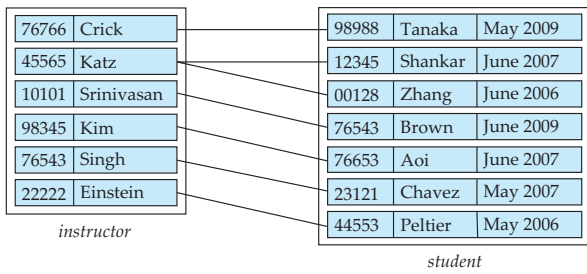 76766 Crick
45565 Katz
10101 Srinivasan
98345 Kim
76543 Singh
22222 Einstein
instructor
98988 Tanaka May 2009
12345 Shankar June 2007
00128 Zhang June 2006
76543 Brown June 2009
76653 Aoi June 2007
23121 Chavez May 2007
44553 Peltier May 2006
student